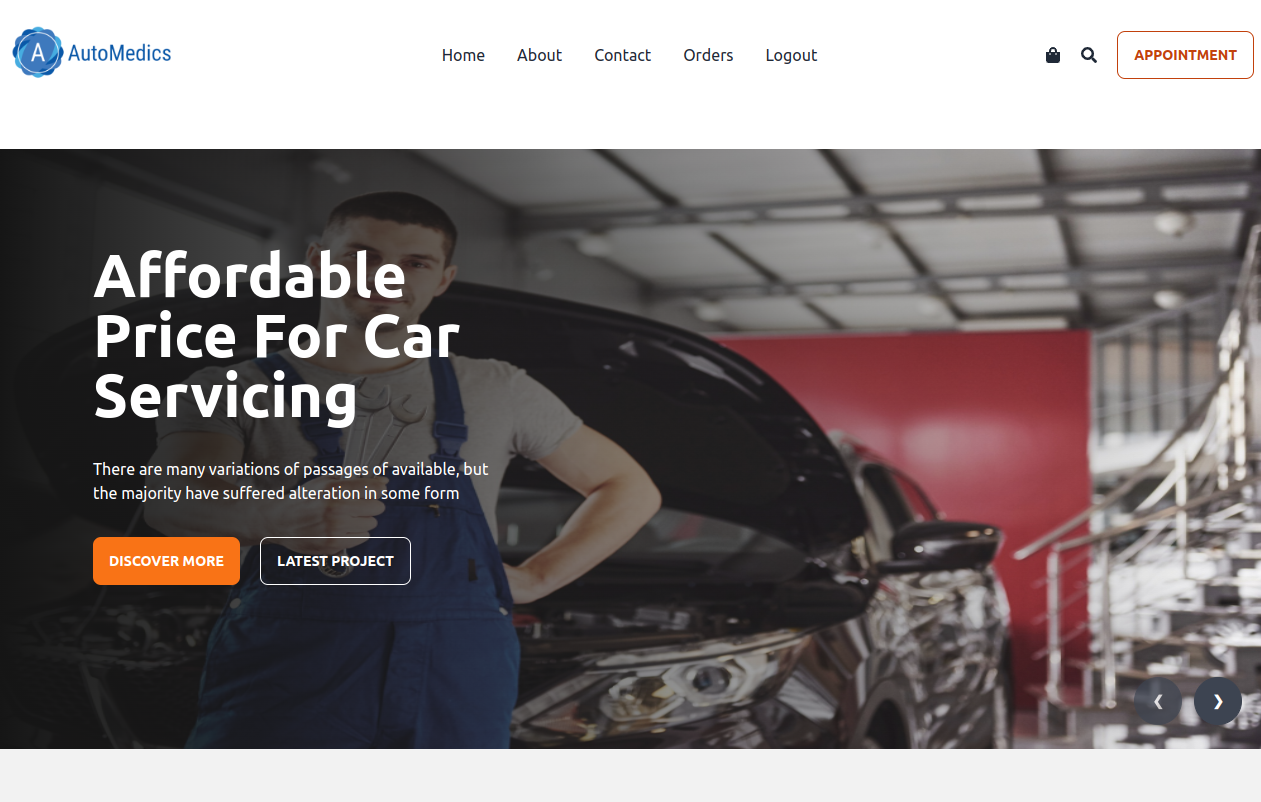 A AutoMedics
Home About Contact Orders Logout
APPOINTMENT
Affordable
Price For Car
Servicing
There are many variations of passages of available, but
the majority have suffered alteration in some form
DISCOVER MORE LATEST PROJECT
❮ ❯